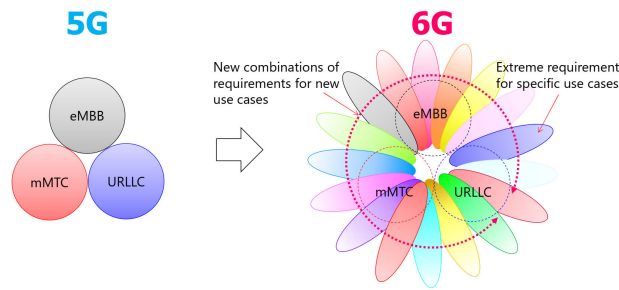 5G
6G
New combinations of
requirements for new
use cases
Extreme requirement
for specific use cases
eMBB
mMTC
URLLC
eMBB
mMTC
URLLC